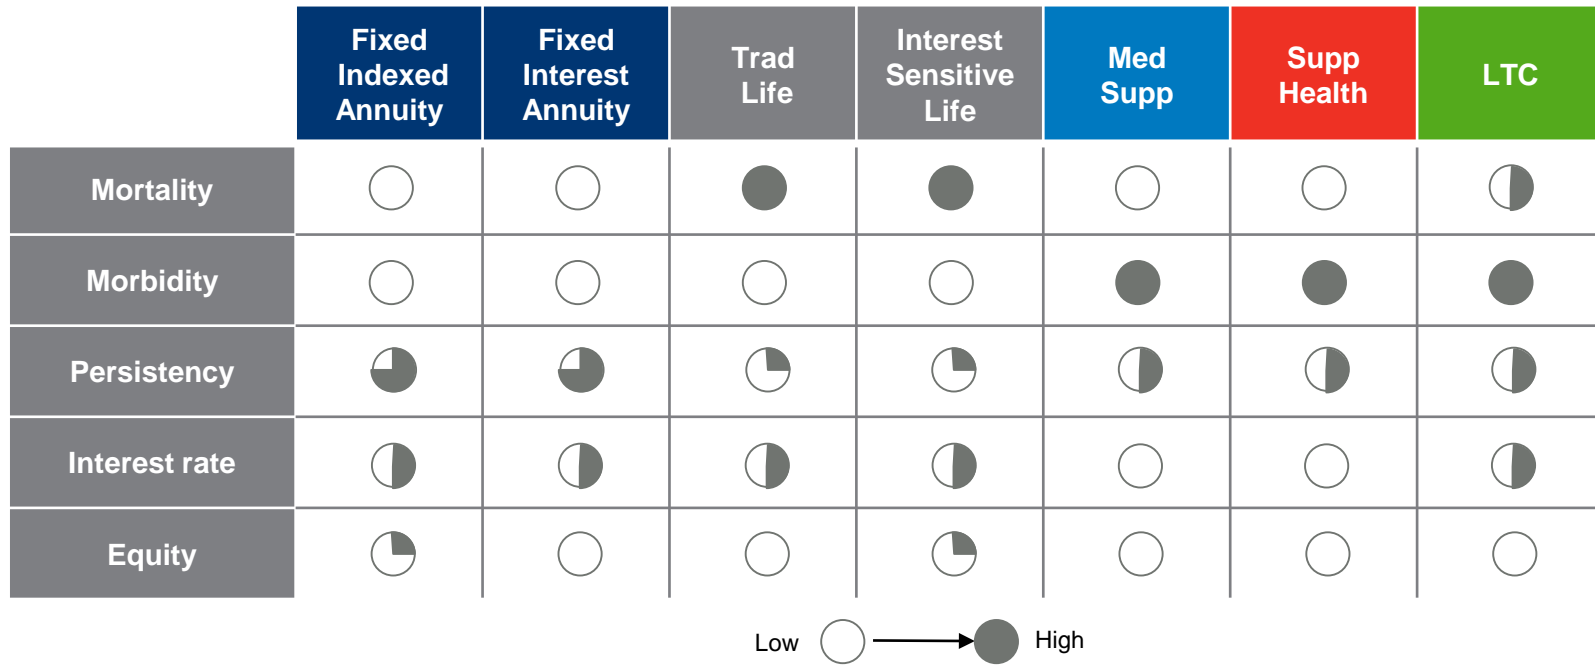 Fixed
Indexed
Annuity
Fixed
Interest
Annuity
Trad
Life
Interest
Sensitive
Life
Med
Supp
Supp
Health
LTC
Mortality
Morbidity
Persistency
Interest rate
Equity
Low
High